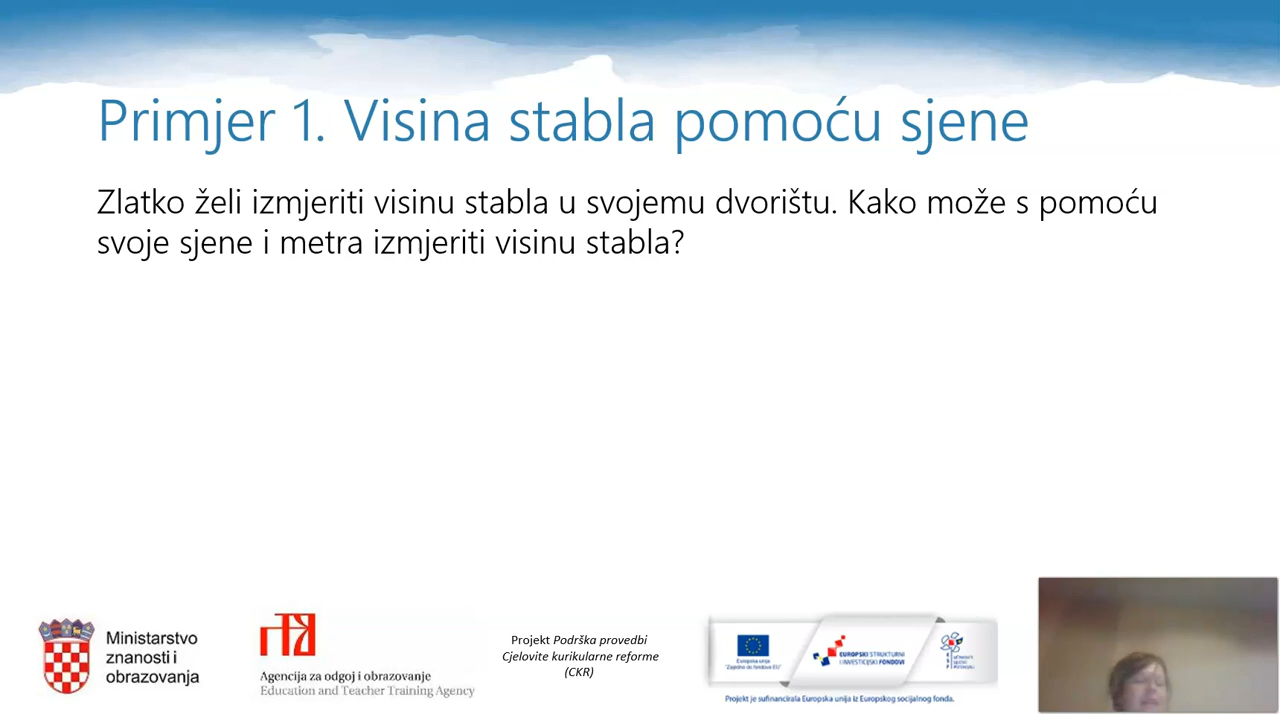 Primjer 1. Visina stabla pomoću sjene
Zlatko želi izmjeriti visinu stabla u svojemu dvorištu. Kako može s pomoću
svoje sjene i metra izmjeriti visinu stabla?
Ministarstvo
znanosti i
obrazovanja
Agencija za odgoj i obrazovanje
Education and Teacher Training Agency
Projekt Podrška provedbi
Cjelovite kurikularne reforme
(CKR)
Europska unija
"Zajedno do fondova EU"
EUROPSKI STRUKTURNI
I INVESTICIJSKI FONDOVI
Projekt je sufinancirala Europska unija iz Europskog socijalnog fonda.